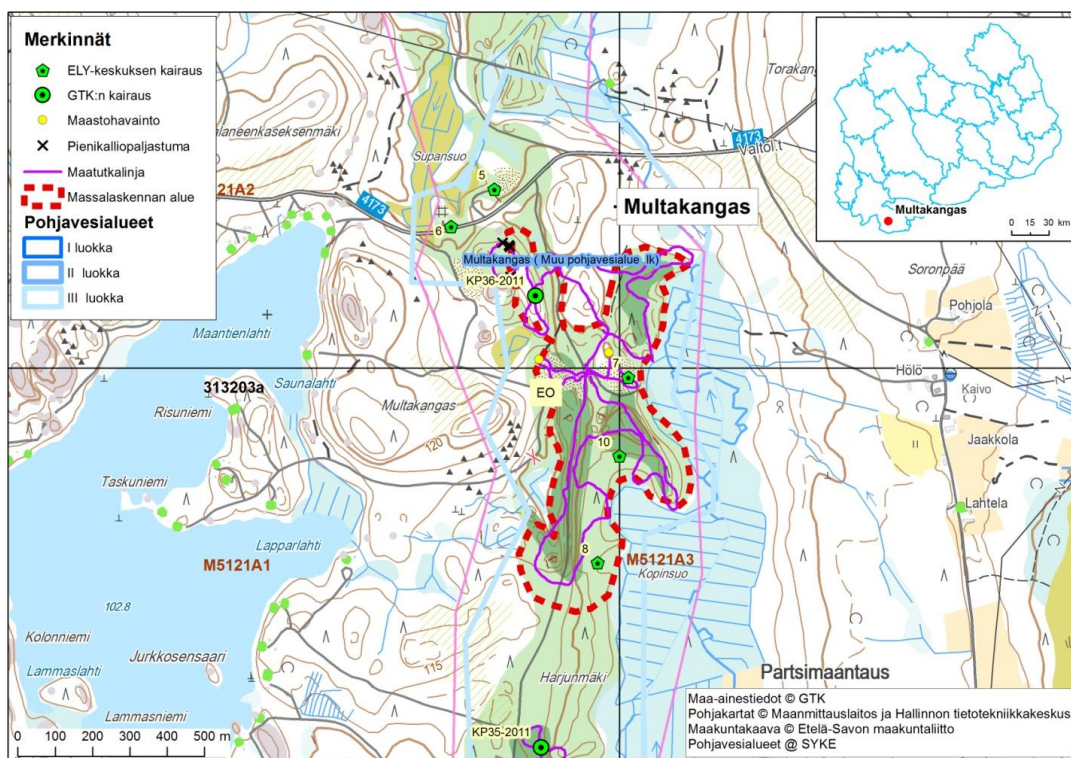 Merkinnät
ELY-keskuksen kairaus
GTK:n kairaus
Maastohavainto
Pienikalliopaljastuma
Maatutkalinja
Massalaskennan alue
Pohjavesialueet
I luokka
II luokka
III luokka
Multakangas
0 15 30 km
Torakang
4173
Valtol:t
Supansuo
laneenkaseksenmäki
21A2
4173
5
6
Multakangas
Multakangas ( Muu pohjavesialue Ik)
KP36-2011
Soronpää
Pohjola
Maantienlahti
Saunalahti
313203a
Risuniemi
Multakangas
120
7
EO
10
Hölö
Kaivo
Jaakkola
Taskuniemi
Lahtela
Lapparlahti
M5121A1
8
M5121A3
Kopinsuo
102.8
Kolonniemi
Lammaslahti
Jurkkosensaari
115
Harjunmäki
Partsimaantaus
Lammasniemi
KP35-2011
0 100 200 300 400 500 m
Maa-ainestiedot © GTK
Pohjakartat © Maanmittauslaitos ja Hallinnon tietotekniikkakeskus
Maakuntakaava © Etelä-Savon maakuntaliitto
Pohjavesialueet @ SYKE